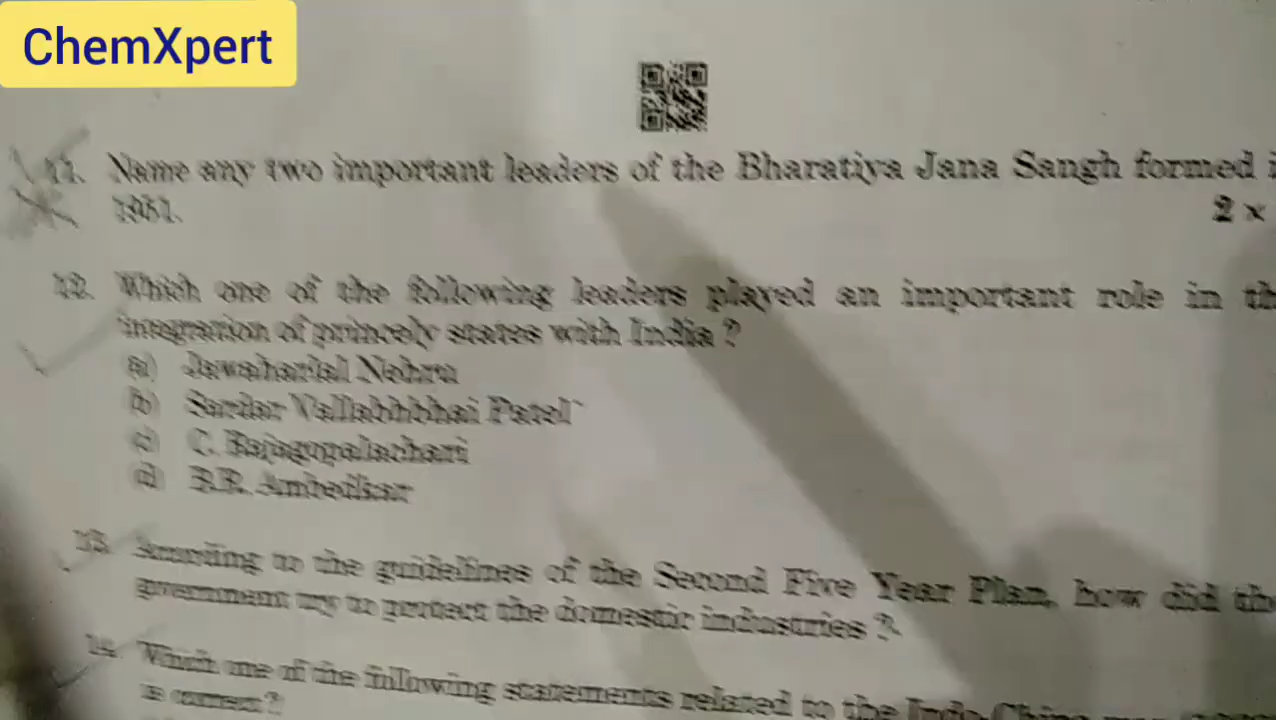 ChemXpert
11. Name any two important leaders of the Bharatiya Jana Sangh formed
1951.
2 ×
12. Which one of the following leaders played an important role in
integration of princely states with India ?
a) Jawaharlal Nehru
b) Sardar Vallabhbhai Patel
c) C. Rajagopalachari
d) B.R. Ambedkar
13. According to the guidelines of the Second Five Year Plan, how did
government try to protect the domestic industries ?
14. Which one of the following statements related to the Indo-China
is correct ?